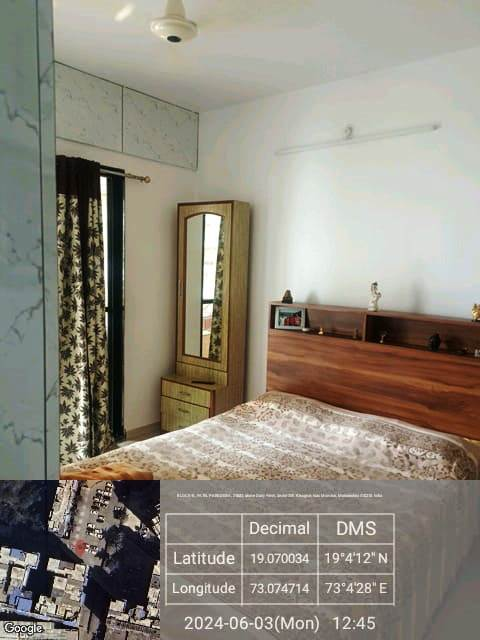 Decimal DMS
Latitude 19.070034 19°4'12" N
Longitude 73.074714 73°4'28" E
2024-06-03(Mon) 12:45
Google